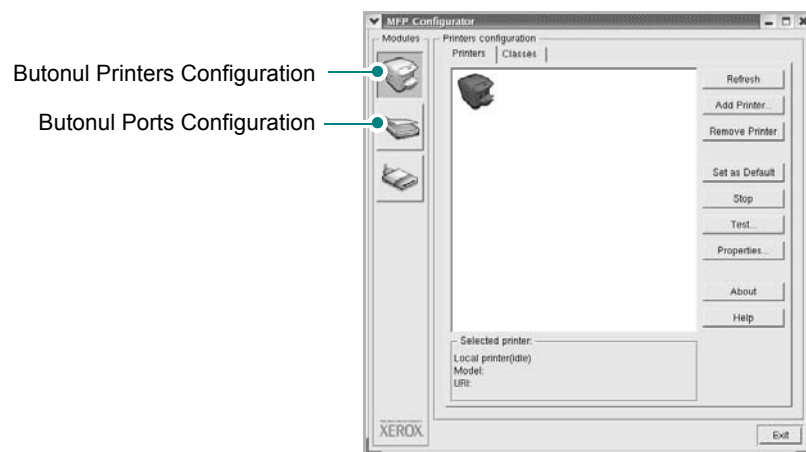 MFP Configurator
Modules
Printers configuration
Printers
Classes
Butonul Printers Configuration
Butonul Ports Configuration
Refresh
Add Printer...
Remove Printer
Set as Default
Stop
Test...
Properties...
About
Help
Selected printer:
Local printer(idle)
Model:
URI:
XEROX
Exit